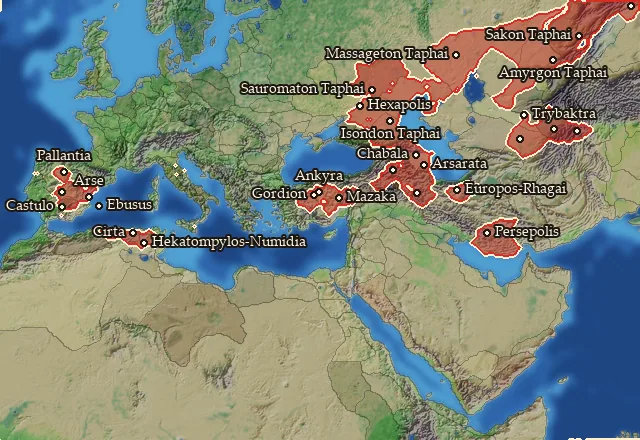 Sakon Taphai
Massageton Taphai
Amyrgon Taphai
Sauromaton Taphai
Hexapolis
Trybaktra
Isondon Taphai
Chabala
Pallantia
Arsarata
Ankyra
Arse
Europos-Rhagai
Gordion
Mazaka
Castulo
Ebusus
Cirta
Persepolis
Hekatompylos-Numidia